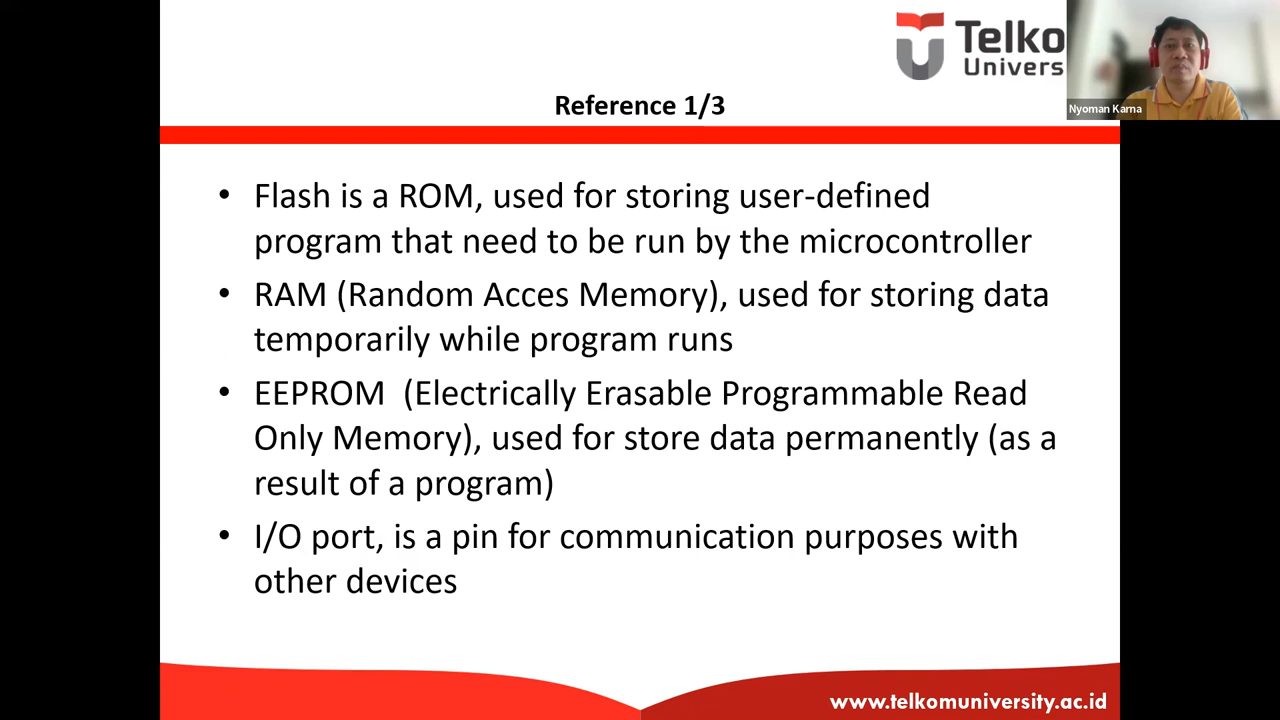 Telko
Univers
Nyoman Karna
Reference 1/3
• Flash is a ROM, used for storing user-defined
program that need to be run by the microcontroller
• RAM (Random Acces Memory), used for storing data
temporarily while program runs
• EEPROM (Electrically Erasable Programmable Read
Only Memory), used for store data permanently (as a
result of a program)
• I/O port, is a pin for communication purposes with
other devices
www.telkomuniversity.ac.id